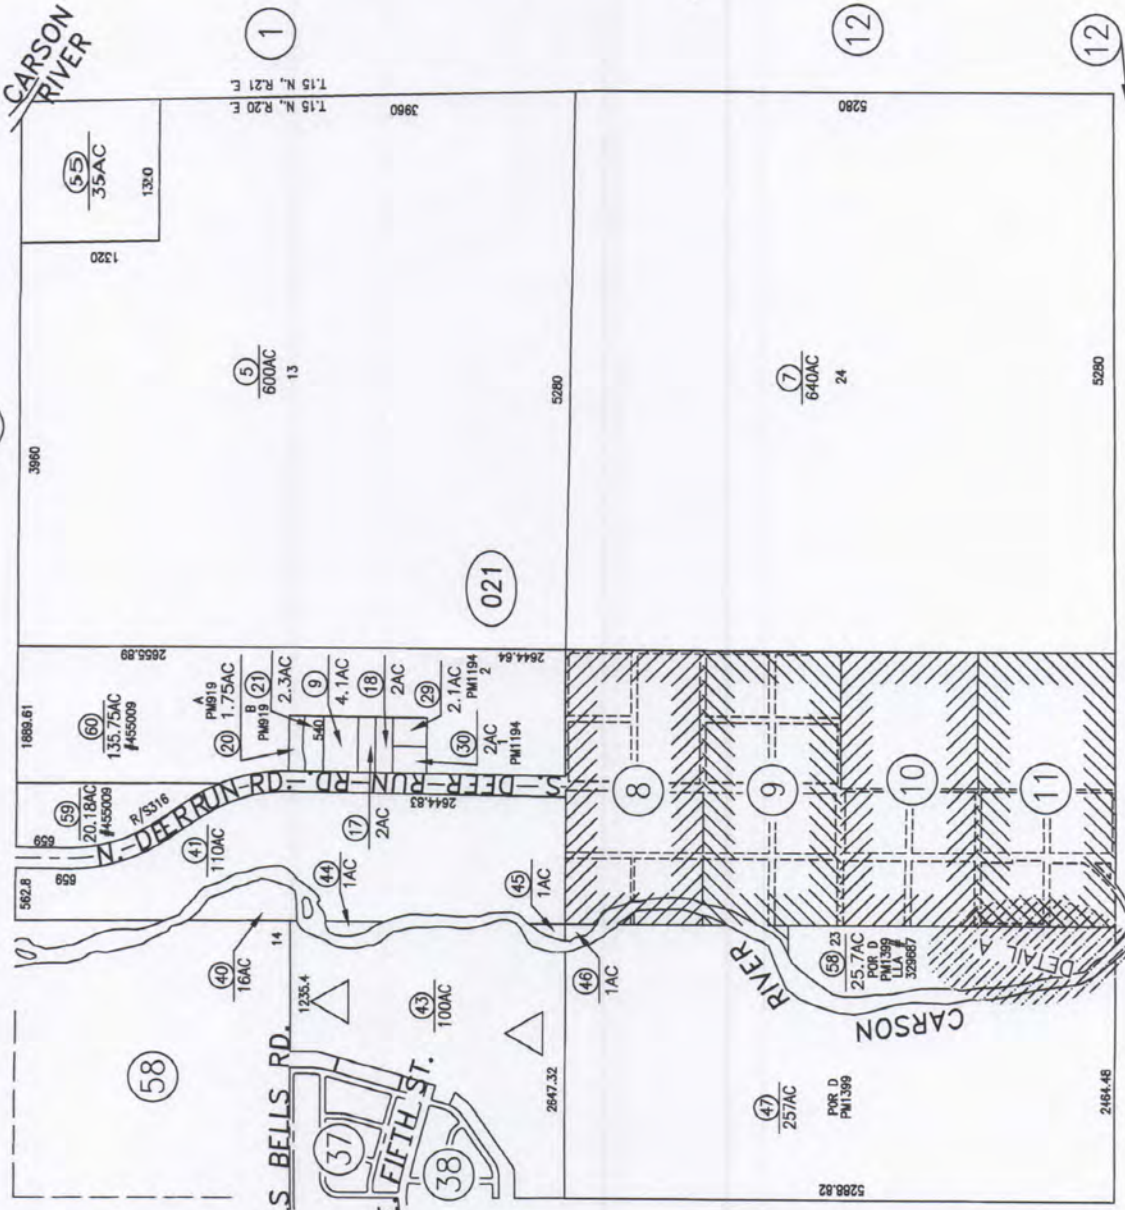 CARSON
RIVER
1
T.15 N., R.21 E
T.15 N., R.20 E.
12
12
3960
5280
55
35AC
1320
1320
3960
5
600AC
13
5280
7
640AC
24
5280
021
1689.61
2655.89
60
135.75AC
#455009
A
PM919
1.75AC
20
B
PM919
21
2..3AC
540
9
4.1AC
18
2AC
29
2.1AC
PM1194
2
2644.64
30
2AC
1
PM1194
59
20.18AC
#455009
R/S316
659
659
562.8
N. DEER RUN RD.
S. DEER RUN RD.
2644.83
41
110AC
17
2AC
44
1AC
45
1AC
46
1AC
40
16AC
14
1235.4
43
100AC
58
S BELLS RD.
37
38
. FIFTH ST.
2647.32
8
9
10
11
58
23
25.7AC
POR D
PM1399
LLA #
329687
DETAIL
A
CARSON
RIVER
47
257AC
POR D
PM1399
2464.48
5288.82